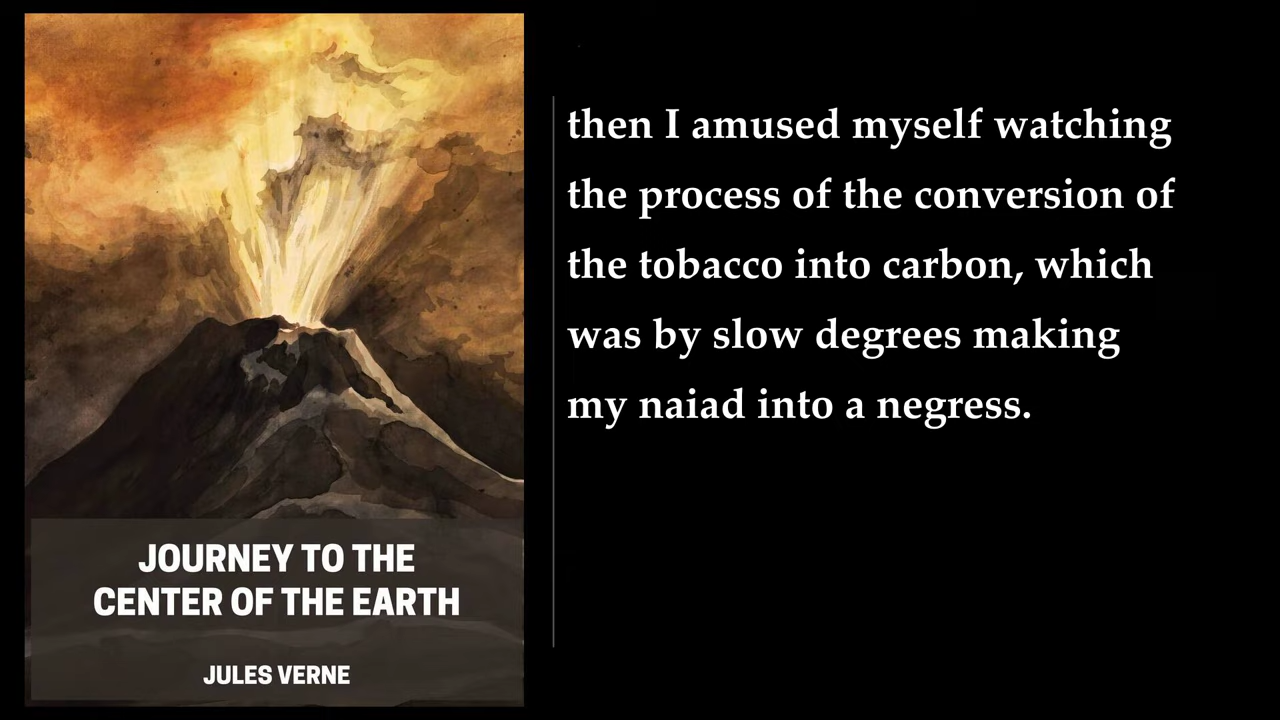 then I amused myself watching
the process of the conversion of
the tobacco into carbon, which
was by slow degrees making
my naiad into a negress.
JOURNEY TO THE
CENTER OF THE EARTH
JULES VERNE